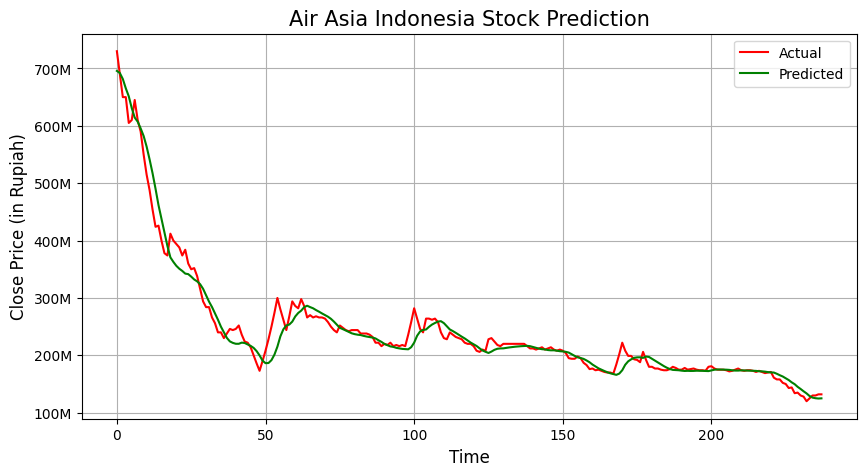 Air Asia Indonesia Stock Prediction
Actual
Predicted
Close Price (in Rupiah)
700M
600M
500M
400M
300M
200M
100M
0
50
100
150
200
Time